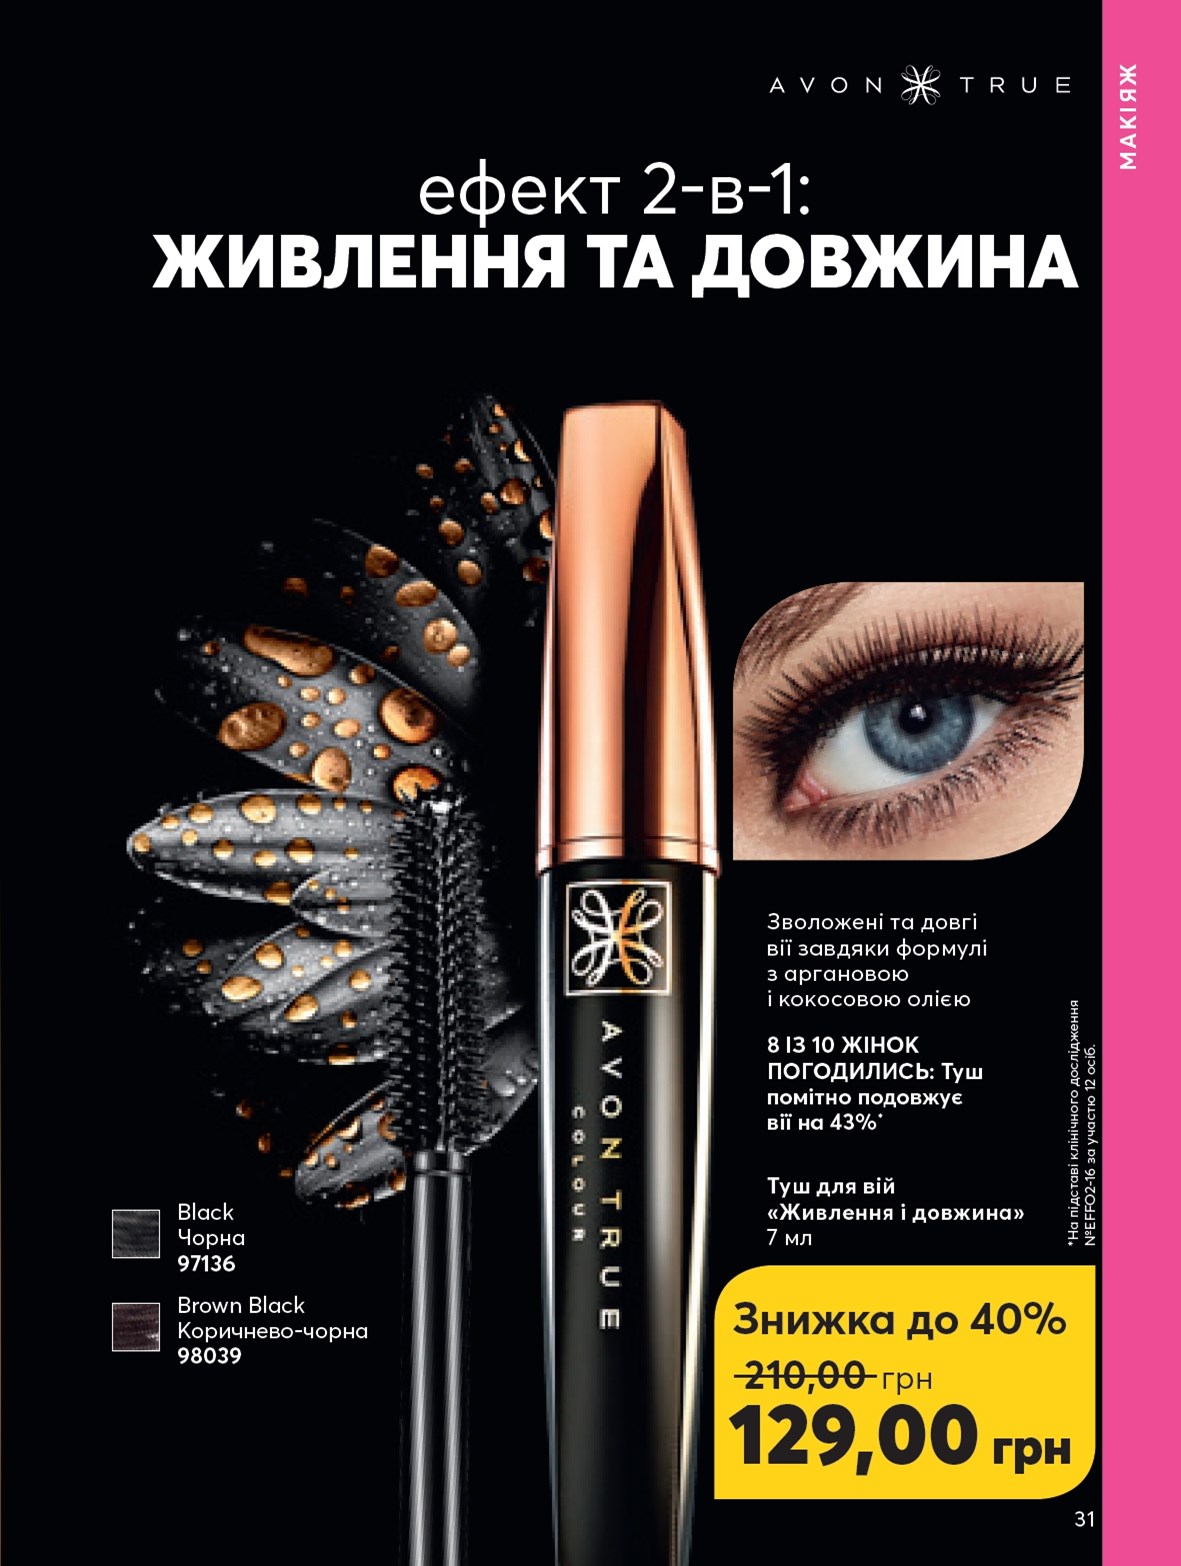 AVON TRUE
МАКІЯЖ
ефект 2-в-1:
ЖИВЛЕННЯ ТА ДОВЖИНА
AVON TRUE
COLOUR
Зволожені та довгі
вії завдяки формулі
з аргановою
і кокосовою олією
8 ІЗ 10 ЖІНОК
ПОГОДИЛИСЬ: Туш
помітно подовжує
вії на 43%*
*На підставі клінічного дослідження
№EFFO2-16 за участю 12 осіб.
Туш для вій
«Живлення і довжина»
7 мл
Black
Чорна
97136
Brown Black
Коричнево-чорна
98039
Знижка до 40%
210,00 грн
129,00 грн
31